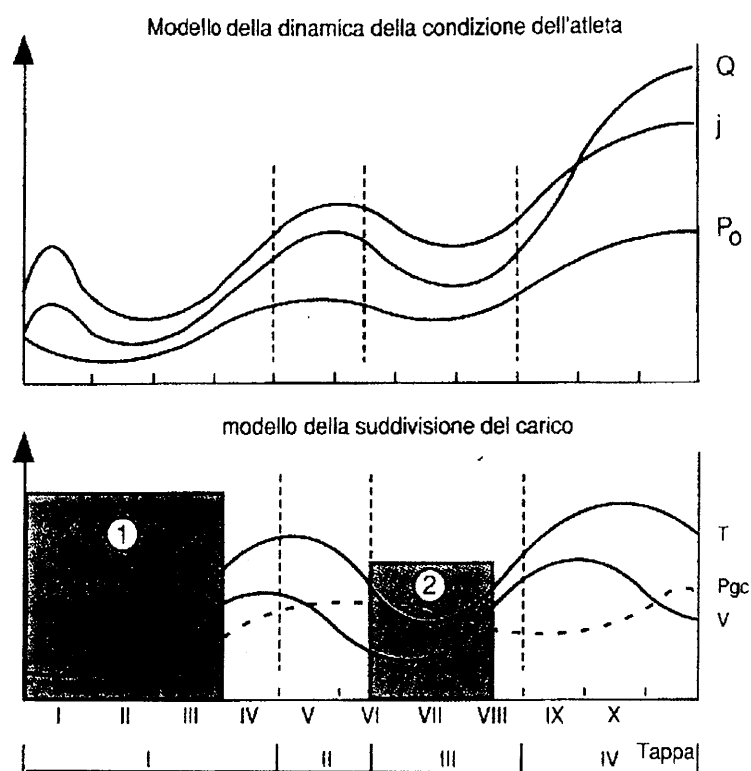 Modello della dinamica della condizione dell'atleta
Q
j
Po
modello della suddivisione del carico
1
2
T
Pgc
V
I II III IV V VI VII VIII IX X
I II III IV Tappa